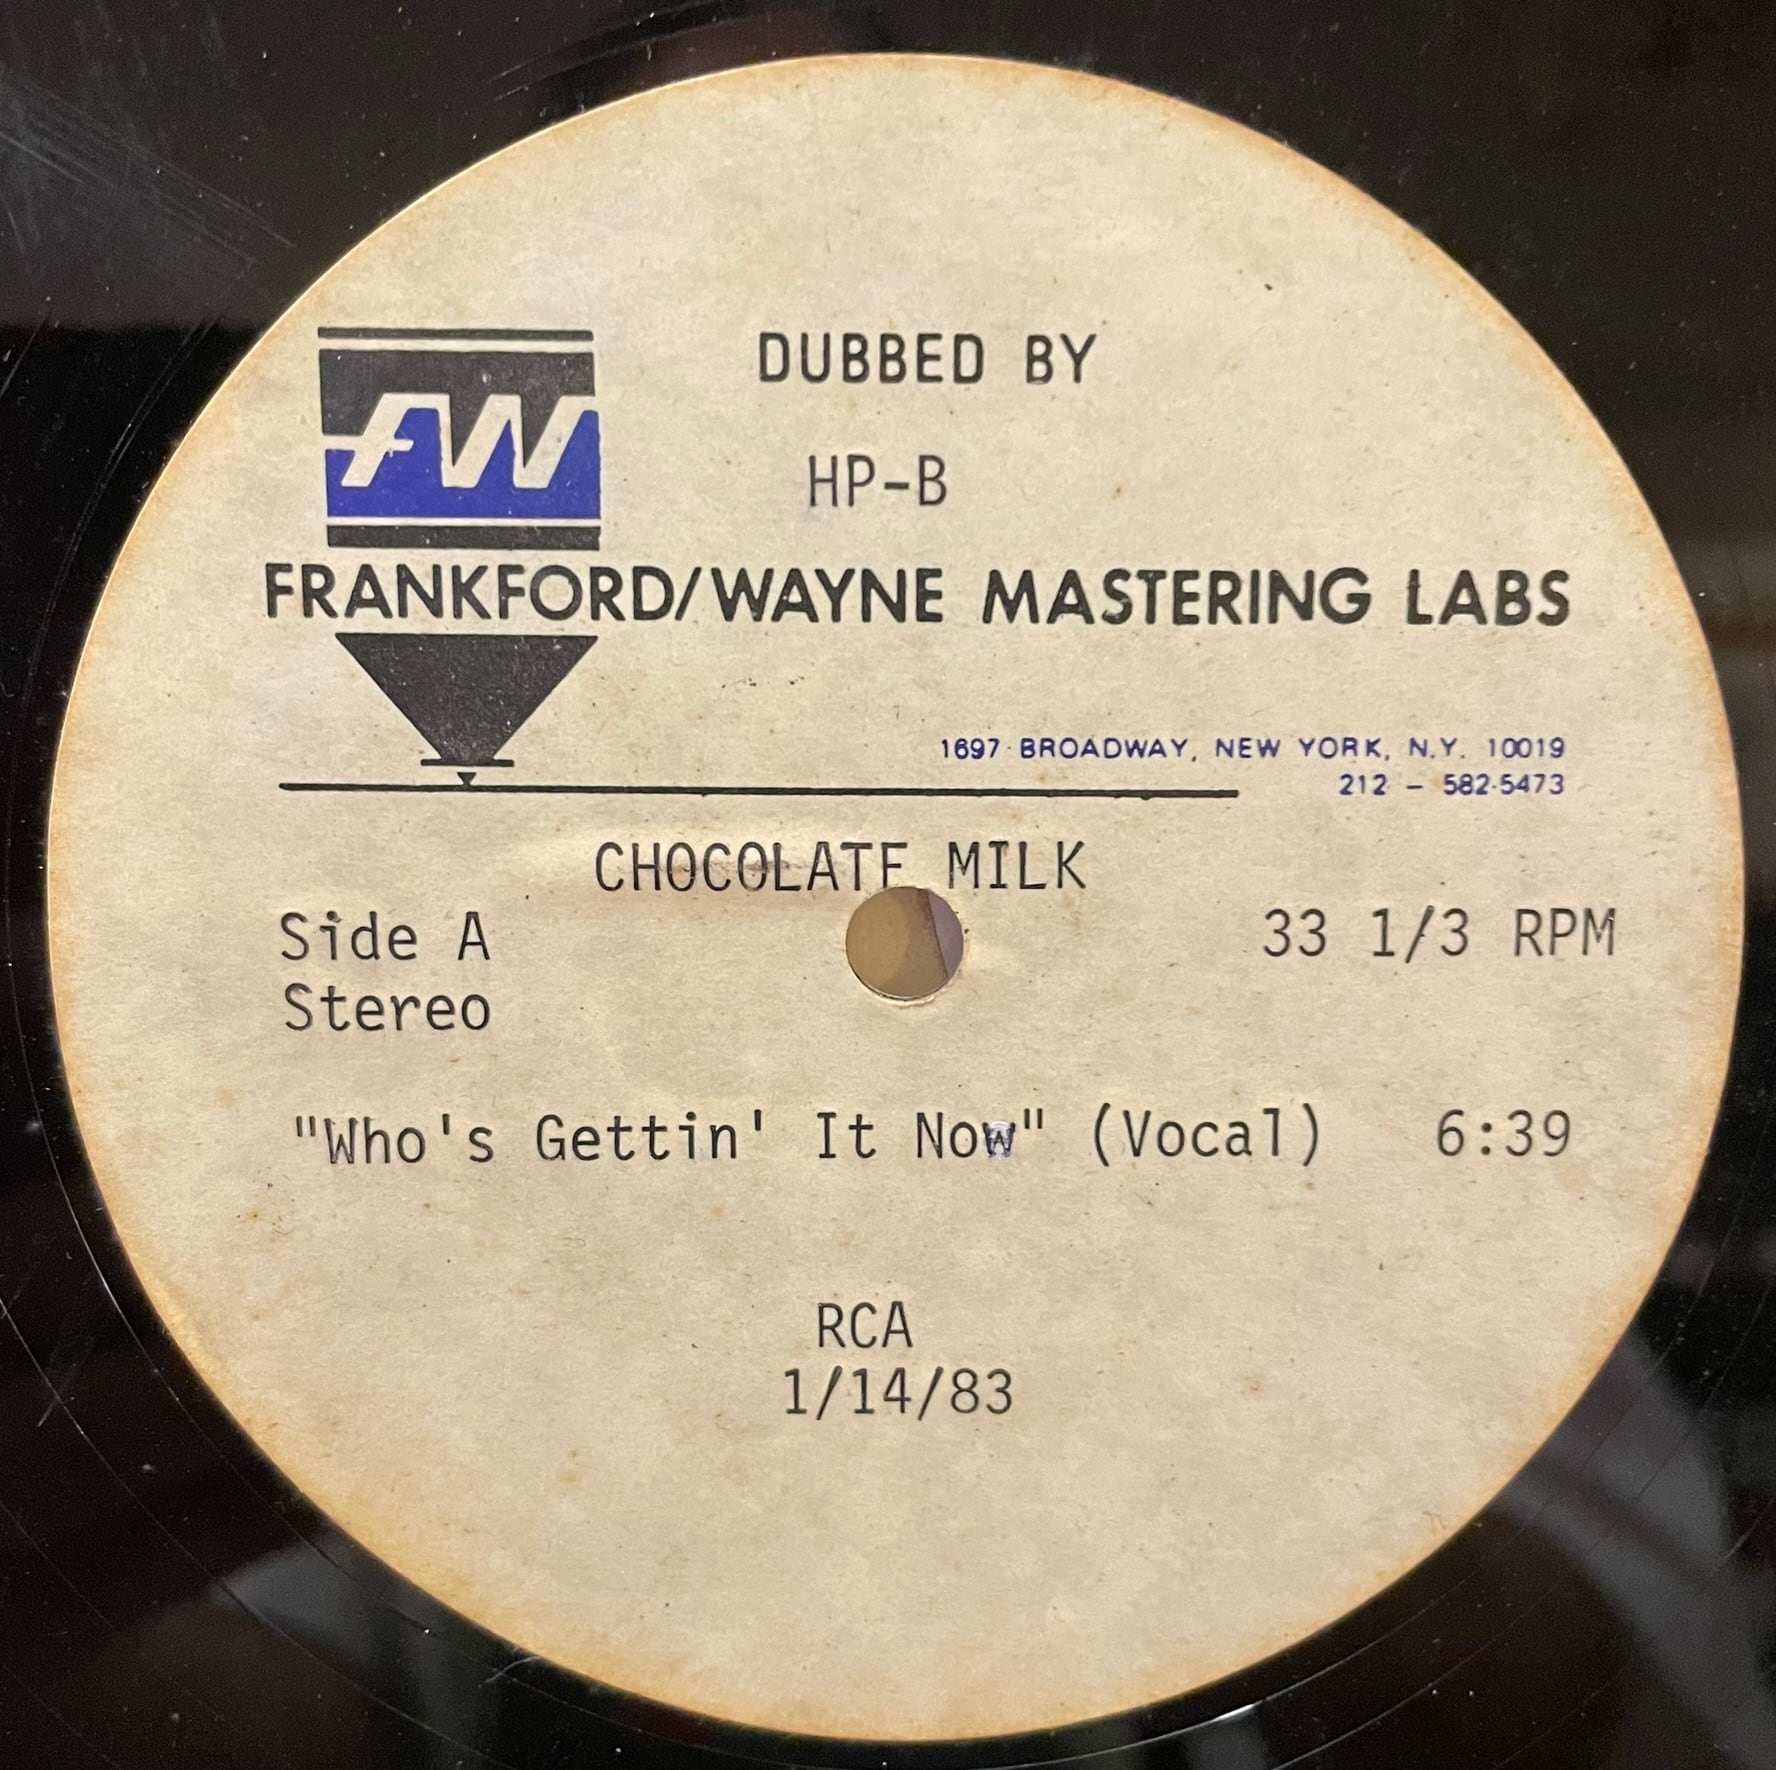 FW
DUBBED BY
HP-B
FRANKFORD/WAYNE MASTERING LABS
1697 BROADWAY, NEW YORK, N.Y. 10019
212 – 582-5473
CHOCOLATE MILK
Side A
33 1/3 RPM
Stereo
"Who's Gettin' It Now" (Vocal) 6:39
RCA
1/14/83